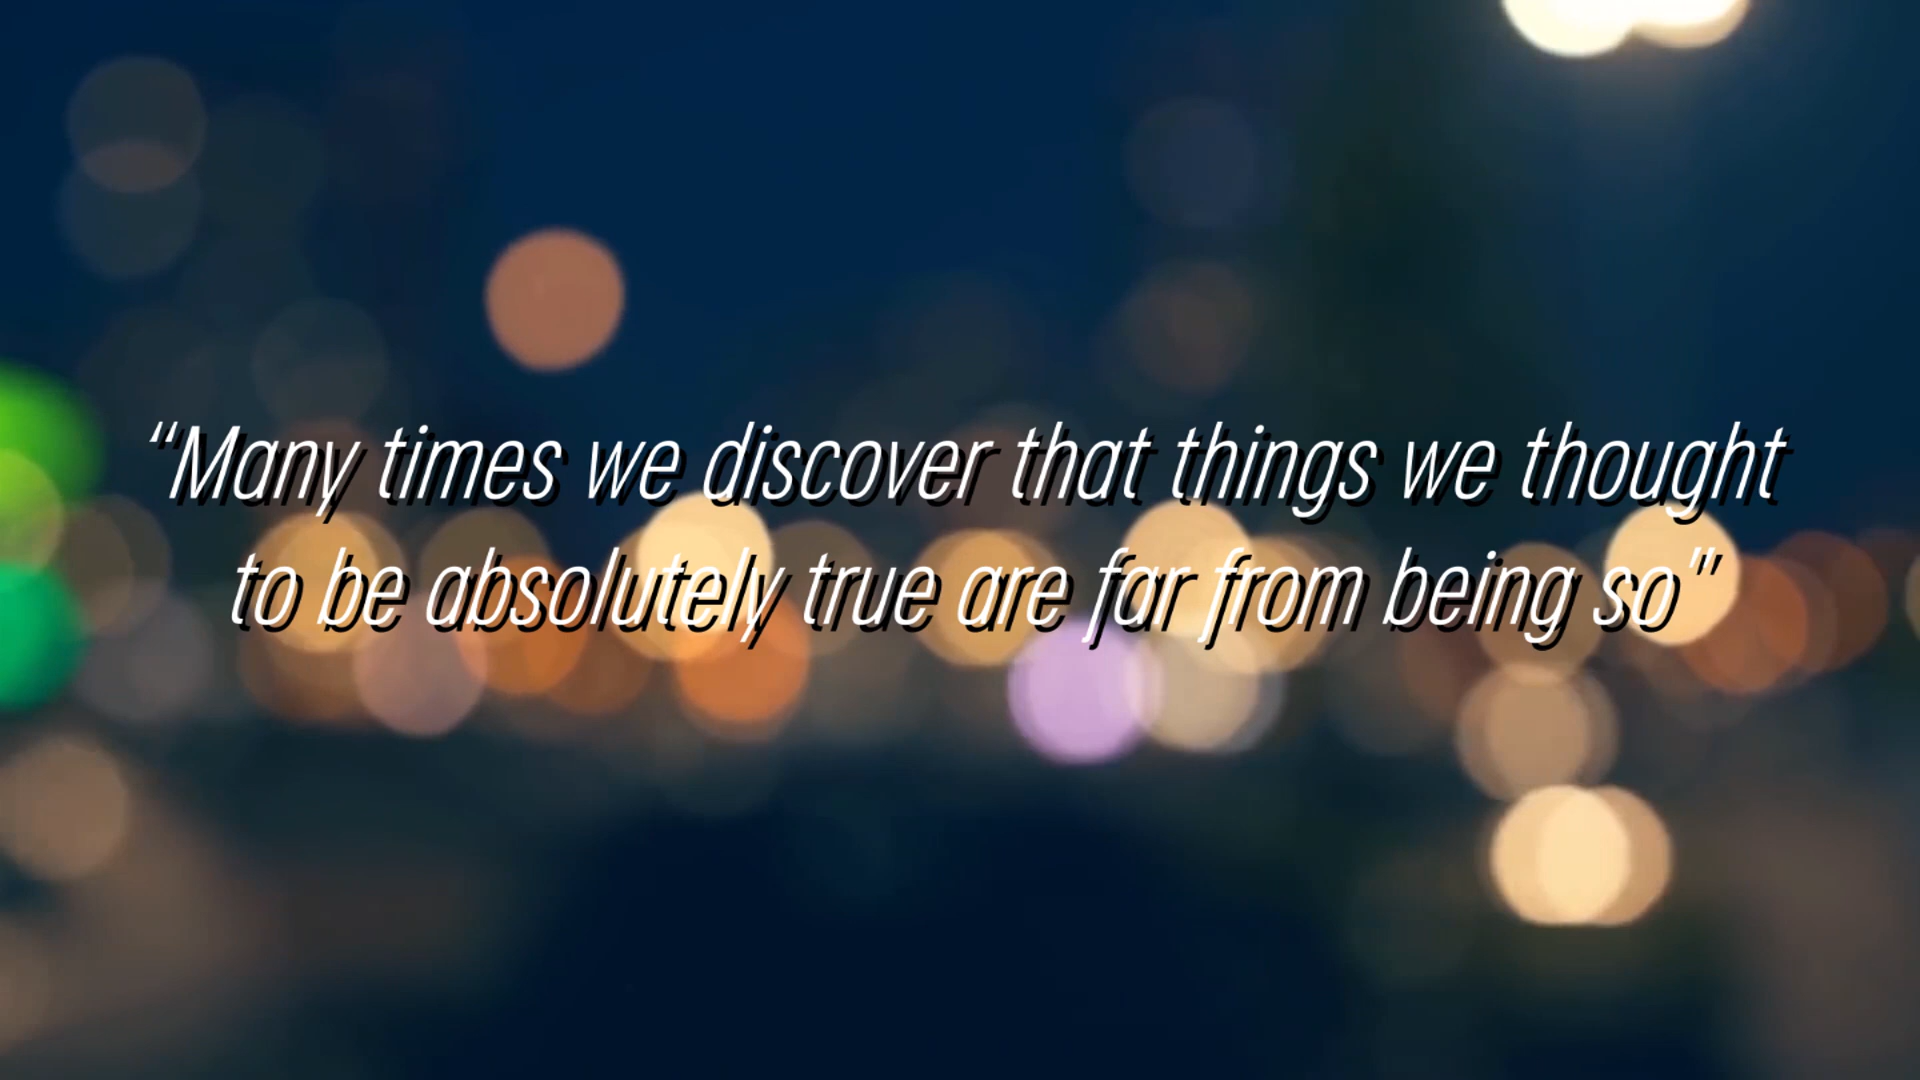 “Many times we discover that things we thought
to be absolutely true are far from being so”